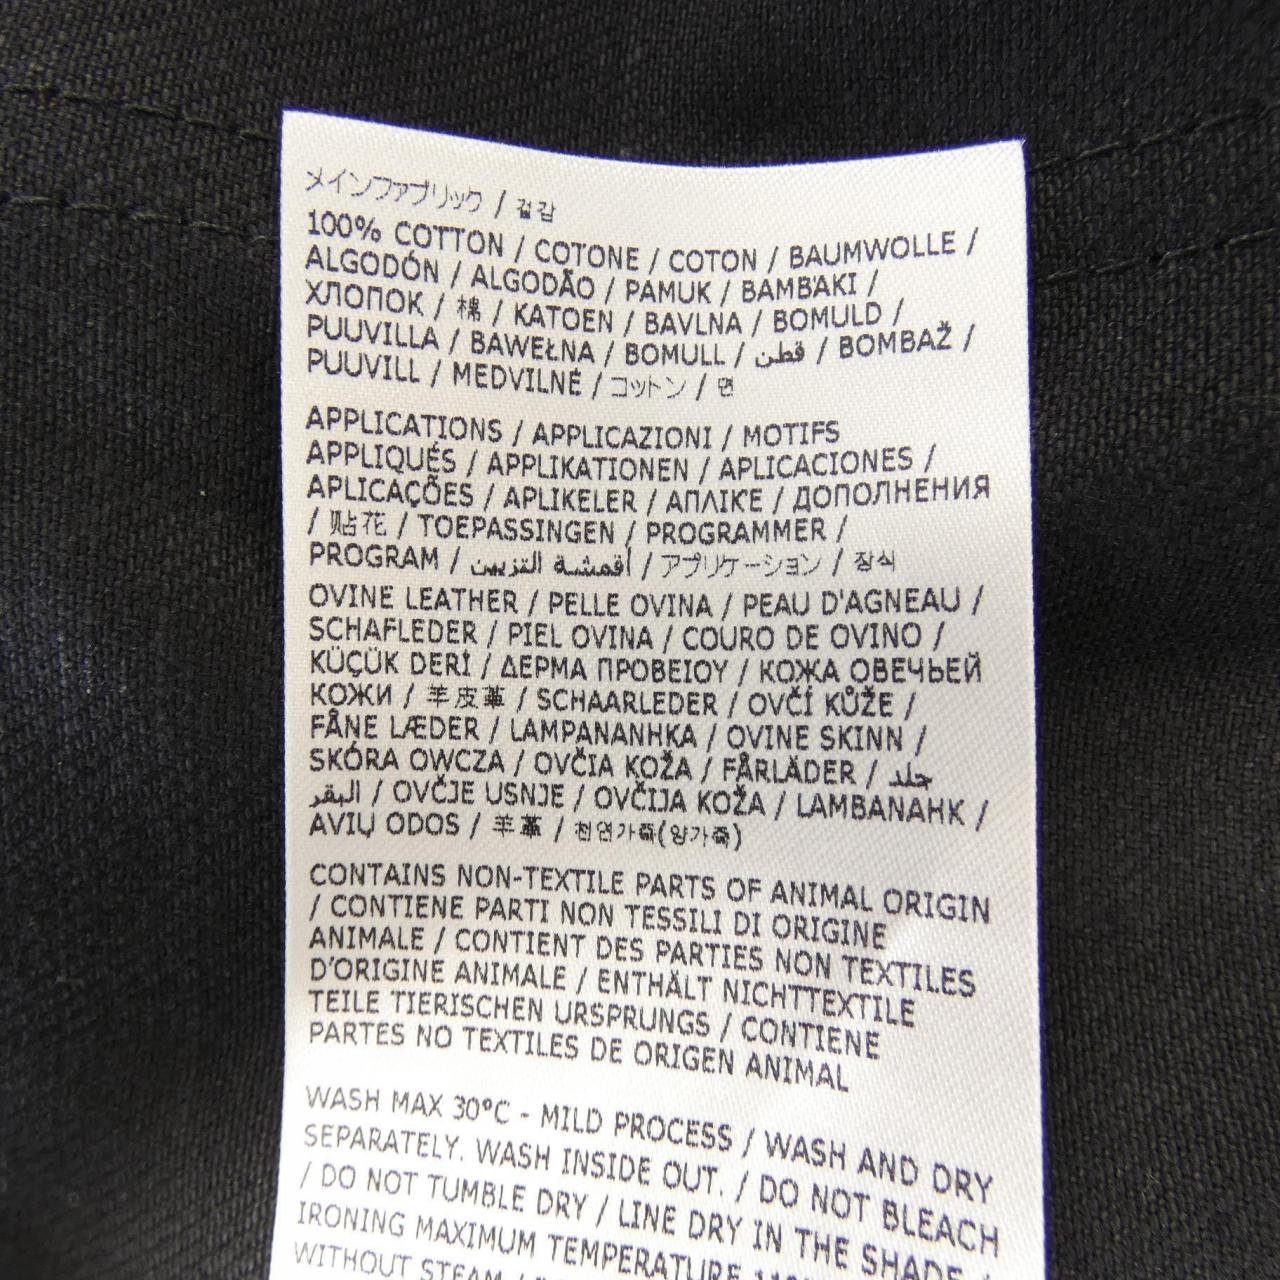 メインファブリック / 겉감
100% COTTON / COTONE / COTON / BAUMWOLLE /
ALGODÓN / ALGODÃO / PAMUK / BAMBAKI /
ХЛОПОК / 棉 / KATOEN / BAVLNA / BOMULD /
PUUVILLA / BAWEŁNA / BOMULL / قطن / BOMBAŽ /
PUUVILL / MEDVILNĖ / コットン / 면
APPLICATIONS / APPLICAZIONI / MOTIFS
APPLIQUÉS / APPLIKATIONEN / APLICACIONES /
APLICAÇÕES / APLIKELER / ΑΠΛΙΚΈ / ДОПОЛНЕНИЯ
/ 贴花 / TOEPASSINGEN / PROGRAMMER /
PROGRAM / أقمشة التزيين / アプリケーション / 장식
OVINE LEATHER / PELLE OVINA / PEAU D'AGNEAU /
SCHAFLEDER / PIEL OVINA / COURO DE OVINO /
KÜÇÜK DERİ / ΔΕΡΜΑ ΠΡΟΒΕΙΟΥ / КОЖА ОВЕЧЬЕЙ
КОЖИ / 羊皮革 / SCHAARLEDER / OVČÍ KŮŽE /
FÅNE LÆDER / LAMPANANHKA / OVINE SKINN /
SKÓRA OWCZA / OVČIA KOŽA / FÅRLÄDER / جلد
البقر / OVČJE USNJE / OVČIJA KOŽA / LAMBANAHK /
AVIŲ ODOS / 羊革 / 천연가죽(양가죽)
CONTAINS NON-TEXTILE PARTS OF ANIMAL ORIGIN
/ CONTIENE PARTI NON TESSILI DI ORIGINE
ANIMALE / CONTIENT DES PARTIES NON TEXTILES
D'ORIGINE ANIMALE / ENTHÄLT NICHTTEXTILE
TEILE TIERISCHEN URSPRUNGS / CONTIENE
PARTES NO TEXTILES DE ORIGEN ANIMAL
WASH MAX 30°C - MILD PROCESS / WASH AND DRY
SEPARATELY. WASH INSIDE OUT. / DO NOT BLEACH
/ DO NOT TUMBLE DRY / LINE DRY IN THE SHADE /
IRONING MAXIMUM TEMPERATURE
WITHOUT STEAM /